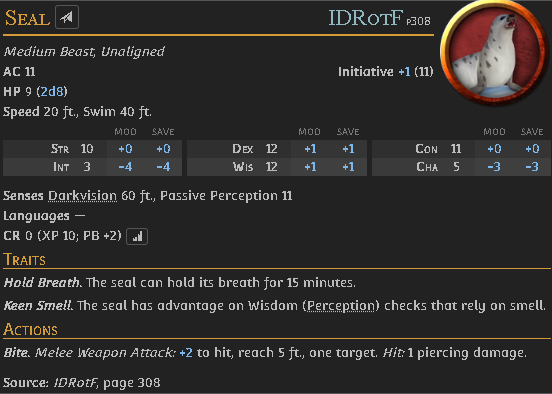 Seal IDRotF p308
Medium Beast, Unaligned
AC 11 Initiative +1 (11)
HP 9 (2d8)
Speed 20 ft., Swim 40 ft.
MOD SAVE MOD SAVE MOD SAVE
Str 10 +0 +0 Dex 12 +1 +1 Con 11 +0 +0
Int 3 −4 −4 Wis 12 +1 +1 Cha 5 −3 −3
Senses Darkvision 60 ft., Passive Perception 11
Languages —
CR 0 (XP 10; PB +2)
Traits
Hold Breath. The seal can hold its breath for 15 minutes.
Keen Smell. The seal has advantage on Wisdom (Perception) checks that rely on smell.
Actions
Bite. Melee Weapon Attack: +2 to hit, reach 5 ft., one target. Hit: 1 piercing damage.
Source: IDRotF, page 308